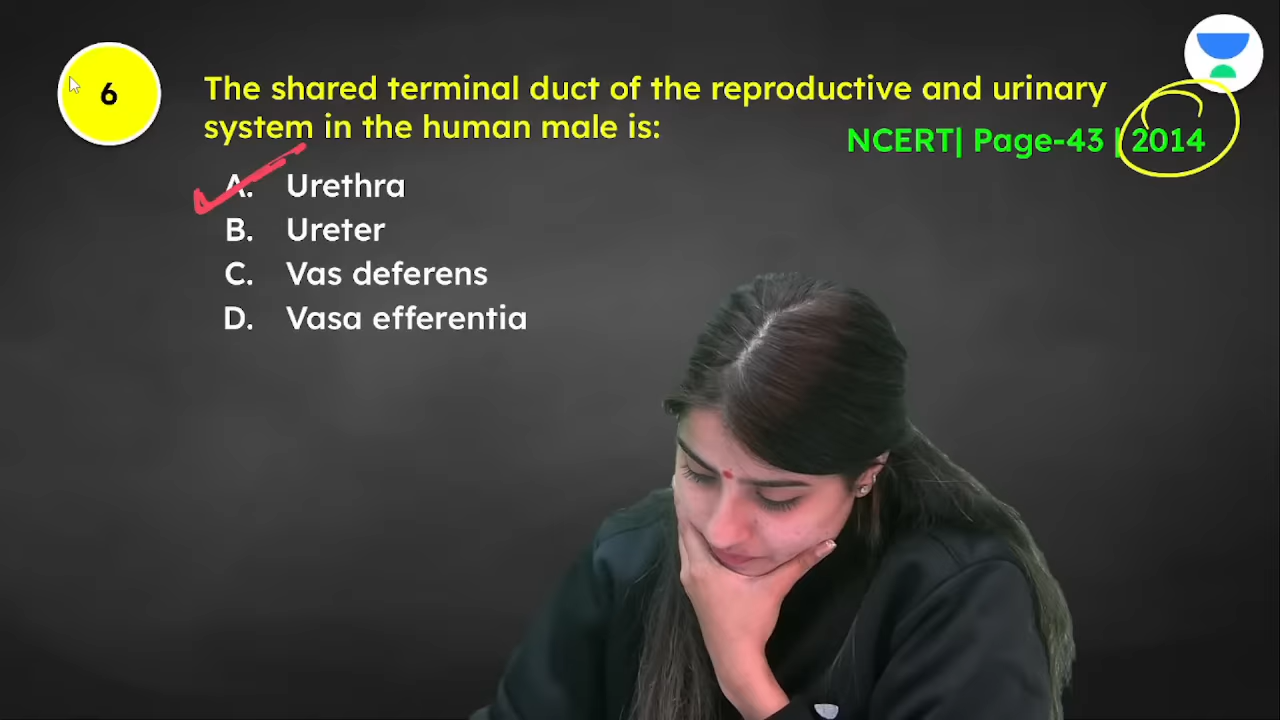 6
The shared terminal duct of the reproductive and urinary
system in the human male is:
NCERT| Page-43 | 2014
A. Urethra
B. Ureter
C. Vas deferens
D. Vasa efferentia